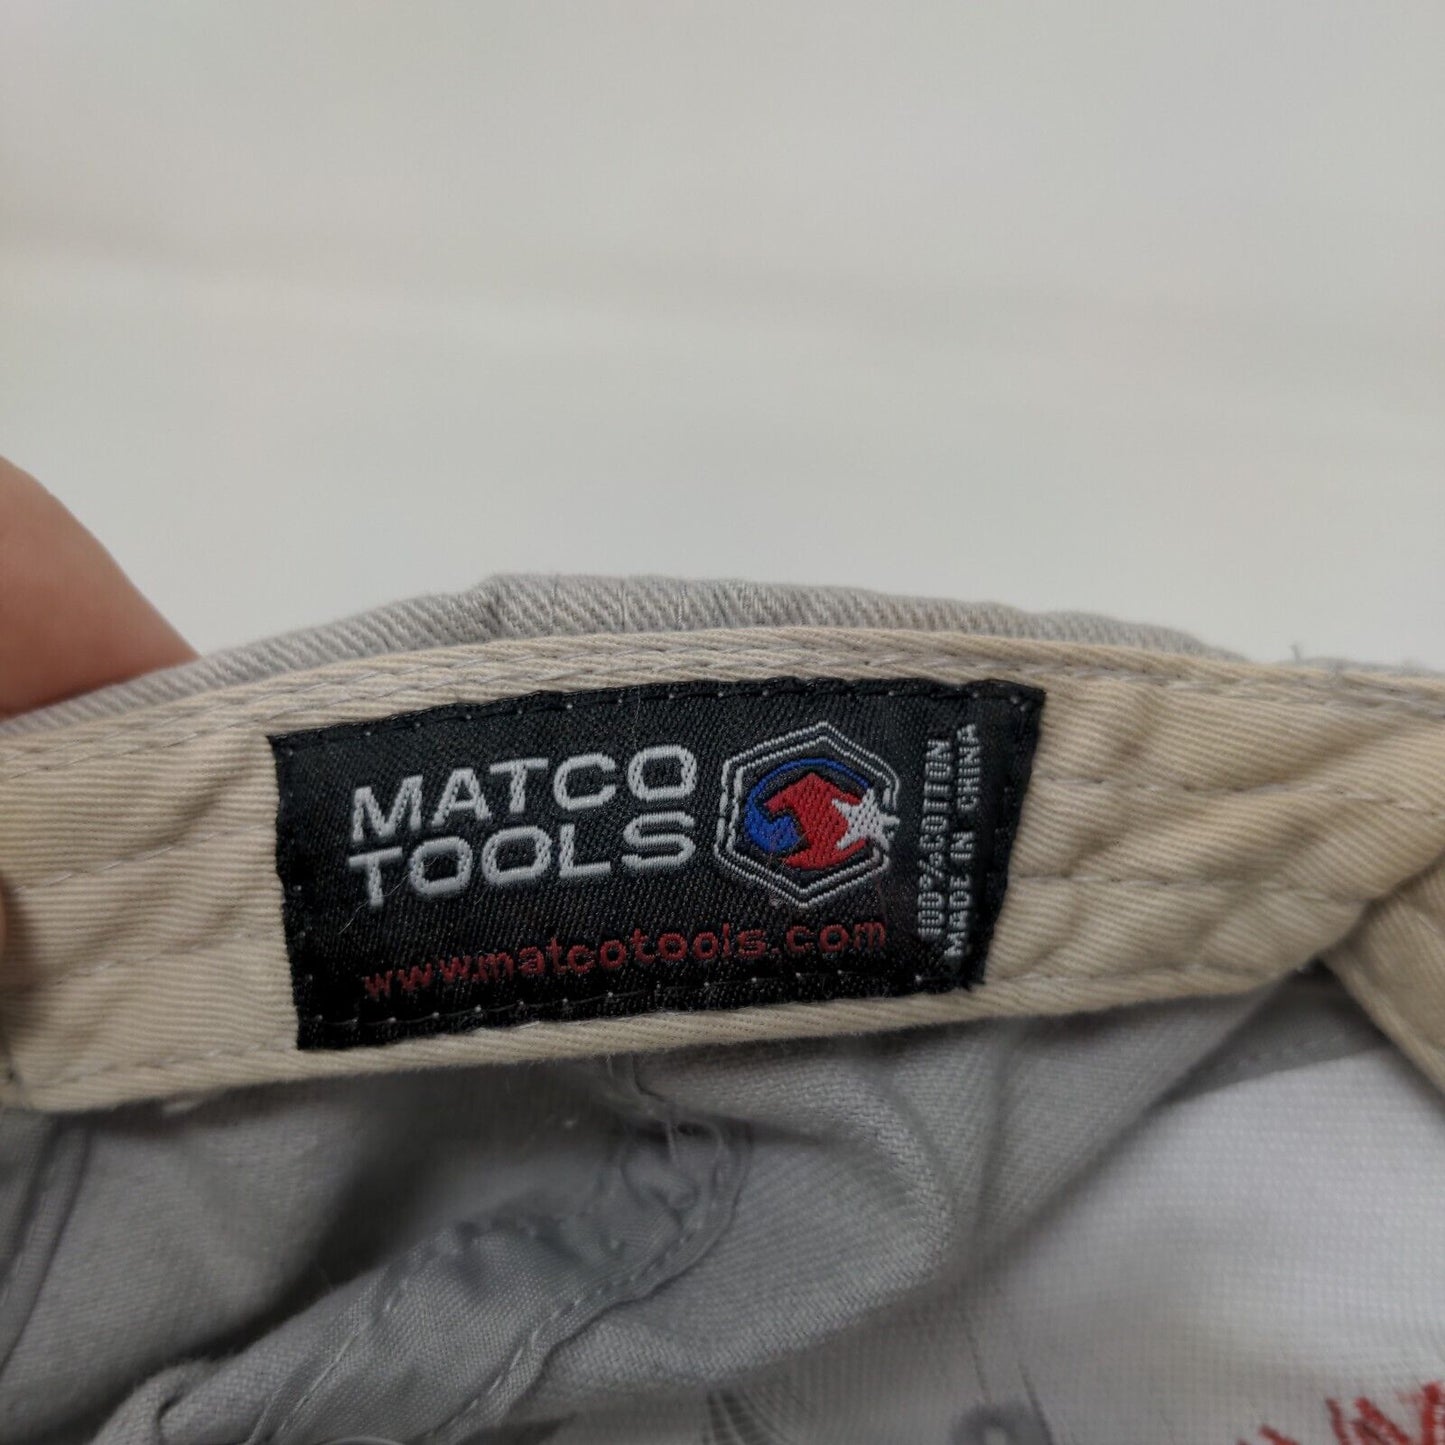 MATCO
TOOLS
www.matcotools.com
100% COTTON
MADE IN CHINA